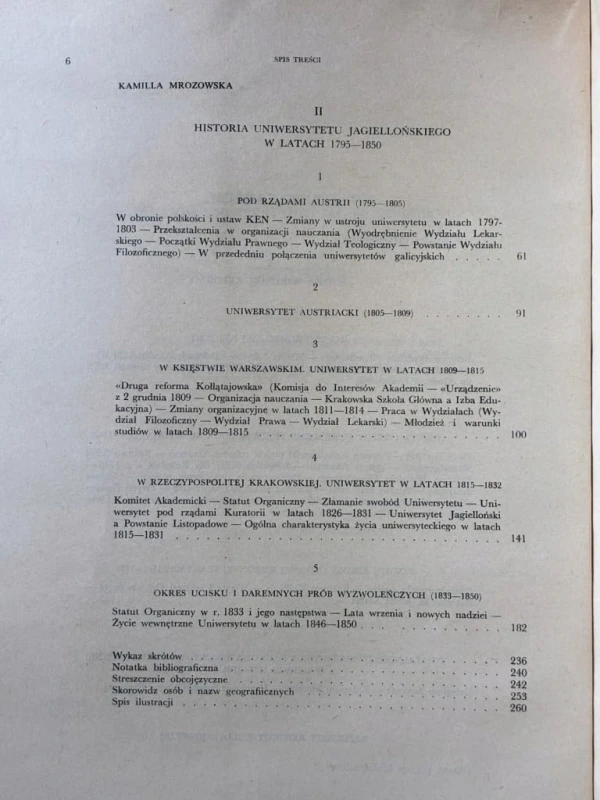 6
SPIS TREŚCI
KAMILLA MROZOWSKA
II
HISTORIA UNIWERSYTETU JAGIELLOŃSKIEGO
W LATACH 1795—1850
1
POD RZĄDAMI AUSTRII (1795—1805)
W obronie polskości i ustaw KEN — Zmiany w ustroju uniwersytetu w latach 1797-
1803 — Przekształcenia w organizacji nauczania (Wyodrębnienie Wydziału Lekar-
skiego — Początki Wydziału Prawnego — Wydział Teologiczny — Powstanie Wydziału
Filozoficznego) — W przededniu połączenia uniwersytetów galicyjskich . . . . . 61
2
UNIWERSYTET AUSTRIACKI (1805—1809) . . . . . . . . 91
3
W KSIĘSTWIE WARSZAWSKIM. UNIWERSYTET W LATACH 1809—1815
«Druga reforma Kołłątajowska» (Komisja do Interesów Akademii — «Urządzenie»
z 2 grudnia 1809 — Organizacja nauczania — Krakowska Szkoła Główna a Izba Edu-
kacyjna) — Zmiany organizacyjne w latach 1811—1814 — Praca w Wydziałach (Wy-
dział Filozoficzny — Wydział Prawa — Wydział Lekarski) — Młodzież i warunki
studiów w latach 1809—1815 . . . . . . . . . . . . . . . . . . . . 100
4
W RZECZYPOSPOLITEJ KRAKOWSKIEJ. UNIWERSYTET W LATACH 1815—1832
Komitet Akademicki — Statut Organiczny — Złamanie swobód Uniwersytetu — Uni-
wersytet pod rządami Kuratorii w latach 1826—1831 — Uniwersytet Jagielloński
a Powstanie Listopadowe — Ogólna charakterystyka życia uniwersyteckiego w latach
1815—1831 . . . . . . . . . . . . . . . . . . . . . . . . . . . 141
5
OKRES UCISKU I DAREMNYCH PRÓB WYZWOLEŃCZYCH (1833—1850)
Statut Organiczny w r. 1833 i jego następstwa — Lata wrzenia i nowych nadziei —
Życie wewnętrzne Uniwersytetu w latach 1846—1850 . . . . . . . . . . . 182
Wykaz skrótów . . . . . . . . . . . . . . . . . . . . . . . . . 236
Notatka bibliograficzna . . . . . . . . . . . . . . . . . . . . . . 240
Streszczenie obcojęzyczne . . . . . . . . . . . . . . . . . . . . . 242
Skorowidz osób i nazw geografiicznych . . . . . . . . . . . . . . . . 253
Spis ilustracji . . . . . . . . . . . . . . . . . . . . . . . . . . 260